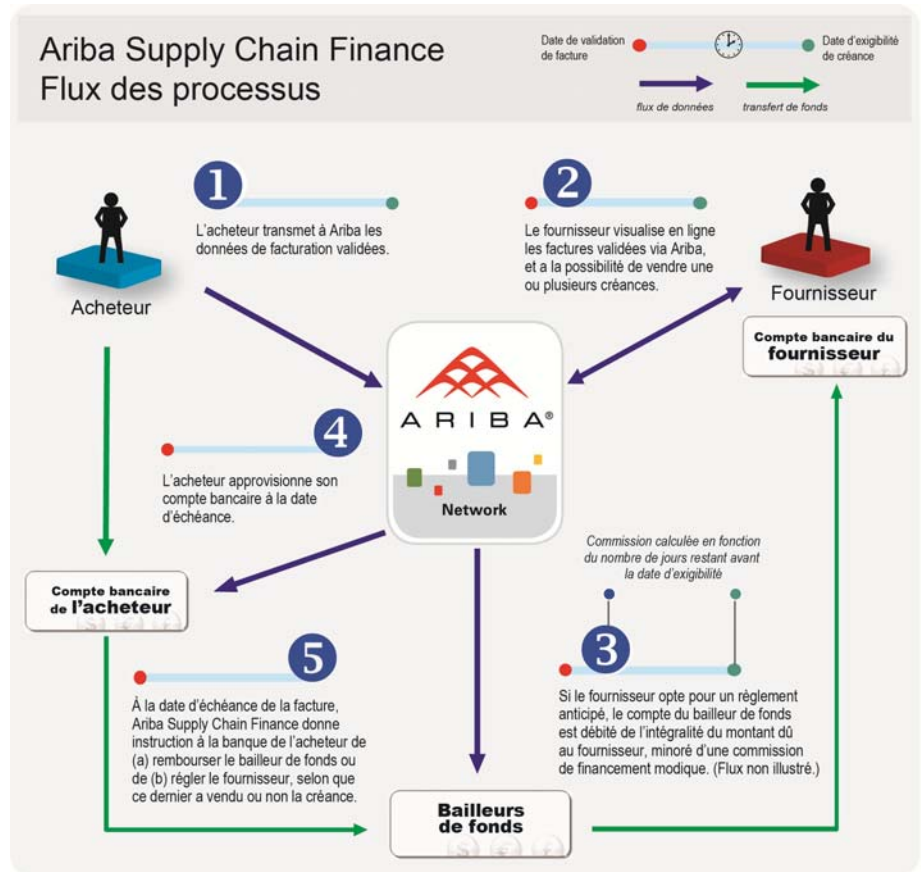 Ariba Supply Chain Finance
Flux des processus
Date de validation
de facture
Date d'exigibilité
de créance
flux de données
transfert de fonds
1
L'acheteur transmet à Ariba les
données de facturation validées.
2
Le fournisseur visualise en ligne
les factures validées via Ariba,
et a la possibilité de vendre une
ou plusieurs créances.
Acheteur
Fournisseur
Compte bancaire du
fournisseur
ARIBA®
Network
4
L'acheteur approvisionne son
compte bancaire à la date
d'échéance.
Commission calculée en fonction
du nombre de jours restant avant
la date d'exigibilité
Compte bancaire
de l'acheteur
3
Si le fournisseur opte pour un règlement
anticipé, le compte du bailleur de fonds
est débité de l'intégralité du montant dû
au fournisseur, minoré d'une commission
de financement modique. (Flux non illustré.)
5
À la date d'échéance de la facture,
Ariba Supply Chain Finance donne
instruction à la banque de l'acheteur de
(a) rembourser le bailleur de fonds ou
de (b) régler le fournisseur, selon que
ce dernier a vendu ou non la créance.
Bailleurs
de fonds
$ € £